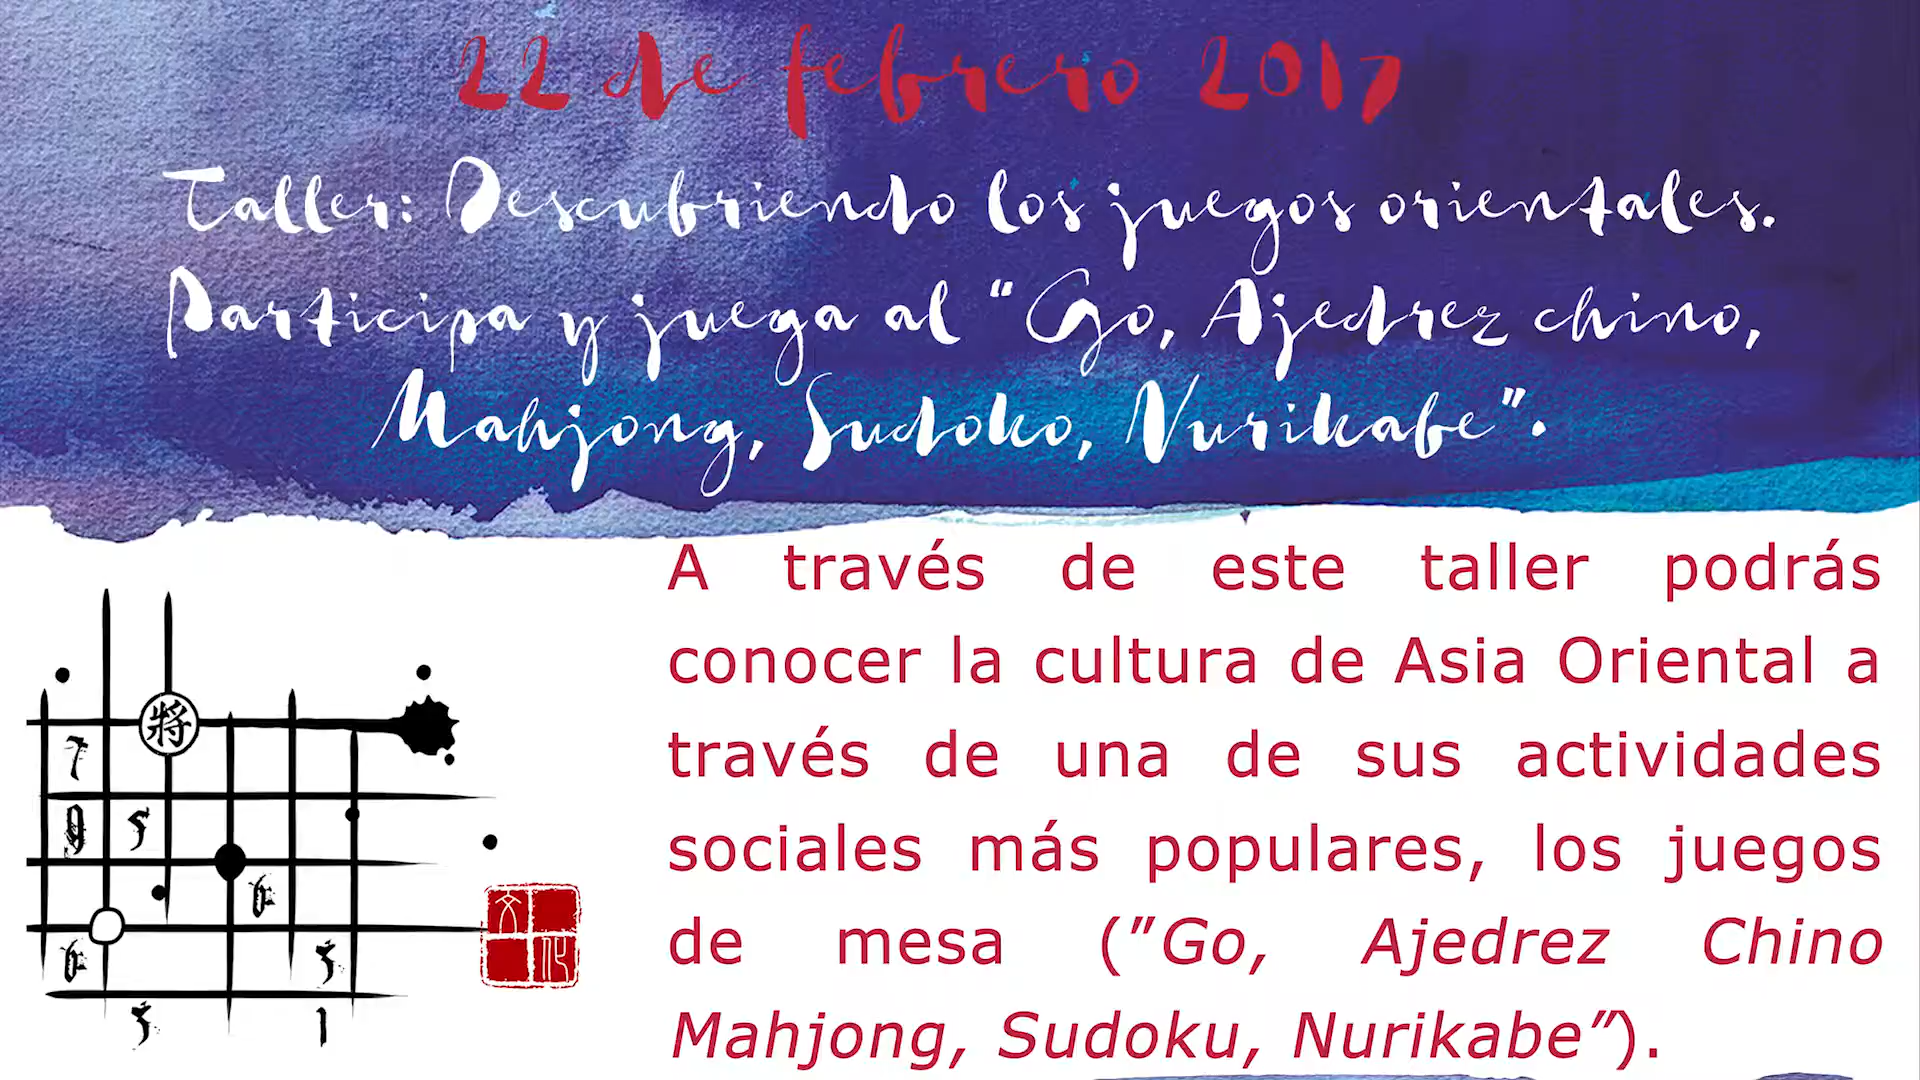 22 de febrero 2017
Taller: Descubriendo los juegos orientales.
Participa y juega al “Go, Ajedrez chino,
Mahjong, Sudoko, Nurikabe”.
A través de este taller podrás
conocer la cultura de Asia Oriental a
través de una de sus actividades
sociales más populares, los juegos
de mesa (”Go, Ajedrez Chino
Mahjong, Sudoku, Nurikabe”).
將
7
9 5
6
6 5
5 1